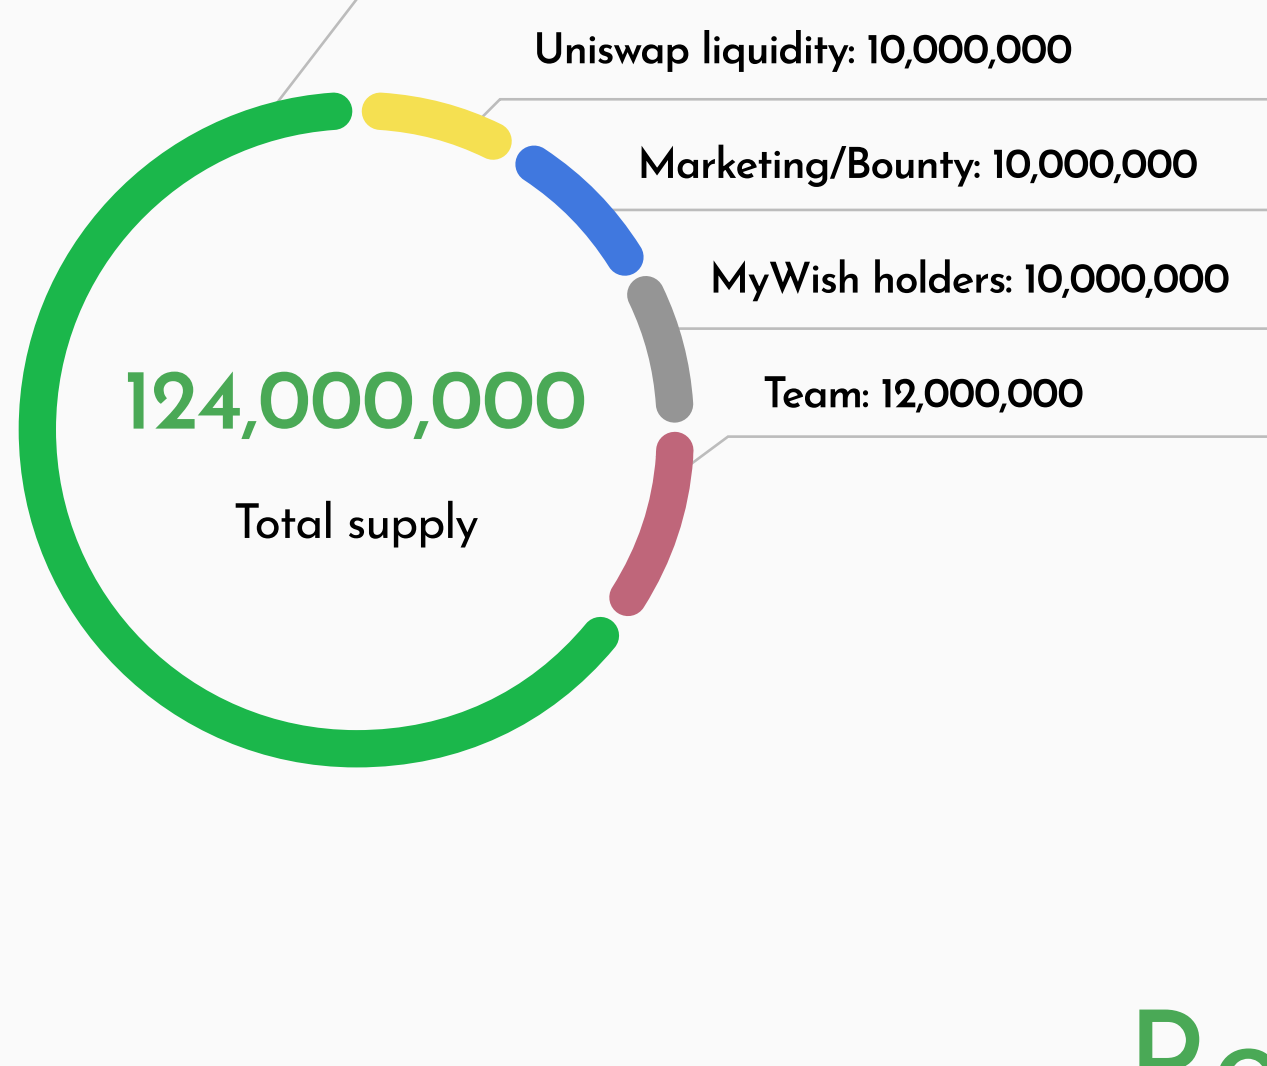 Uniswap liquidity: 10,000,000
Marketing/Bounty: 10,000,000
MyWish holders: 10,000,000
Team: 12,000,000
124,000,000
Total supply